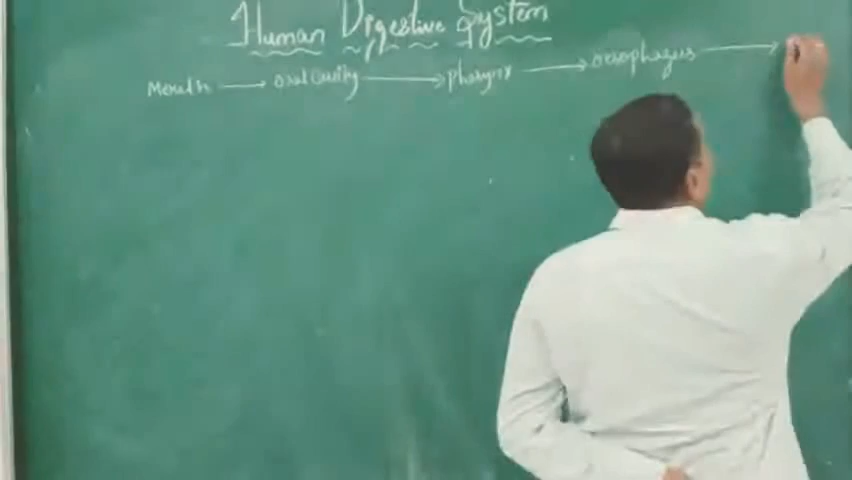 Human Digestive System
Mouth → oral cavity → pharynx → oesophagus →